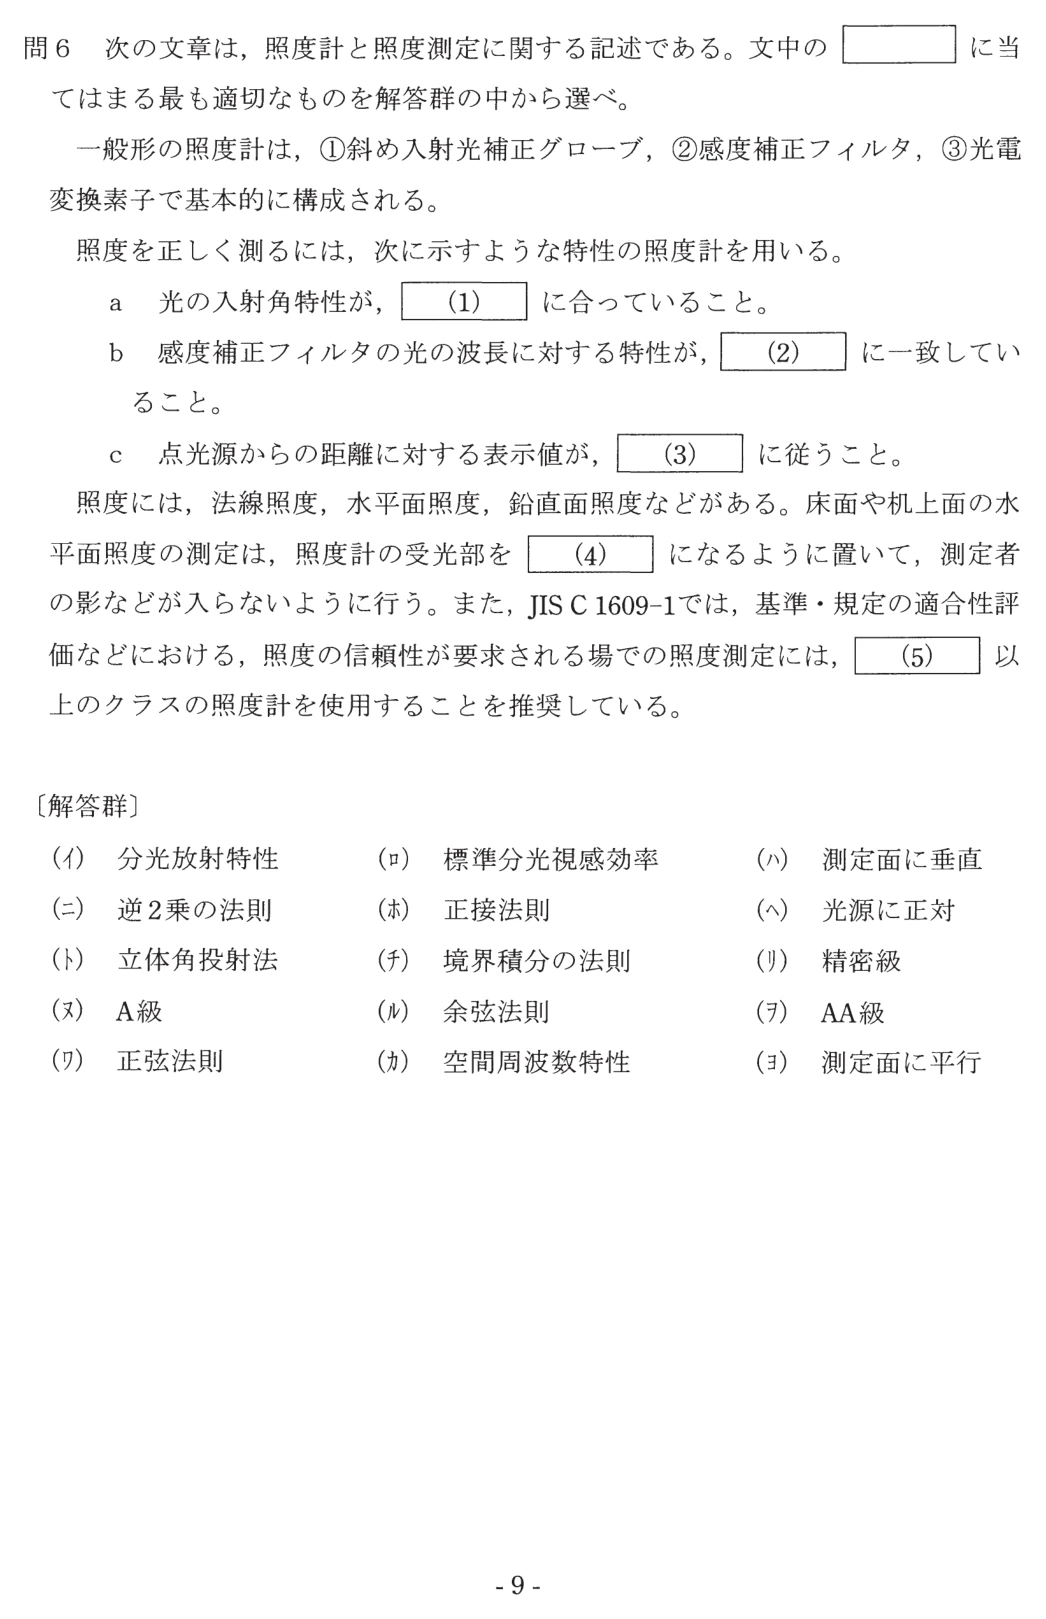 問6 次の文章は，照度計と照度測定に関する記述である。文中の　　　に当
てはまる最も適切なものを解答群の中から選べ。
一般形の照度計は，①斜め入射光補正グローブ，②感度補正フィルタ，③光電
変換素子で基本的に構成される。
照度を正しく測るには，次に示すような特性の照度計を用いる。
a 光の入射角特性が， (1) に合っていること。
b 感度補正フィルタの光の波長に対する特性が， (2) に一致してい
ること。
c 点光源からの距離に対する表示値が， (3) に従うこと。
照度には，法線照度，水平面照度，鉛直面照度などがある。床面や机上面の水
平面照度の測定は，照度計の受光部を (4) になるように置いて，測定者
の影などが入らないように行う。また，JIS C 1609-1では，基準・規定の適合性評
価などにおける，照度の信頼性が要求される場での照度測定には， (5) 以
上のクラスの照度計を使用することを推奨している。
〔解答群〕
(イ) 分光放射特性 (ロ) 標準分光視感効率 (ハ) 測定面に垂直
(ニ) 逆2乗の法則 (ホ) 正接法則 (ヘ) 光源に正対
(ト) 立体角投射法 (チ) 境界積分の法則 (リ) 精密級
(ヌ) A級 (ル) 余弦法則 (ヲ) AA級
(ワ) 正弦法則 (カ) 空間周波数特性 (ヨ) 測定面に平行
- 9 -